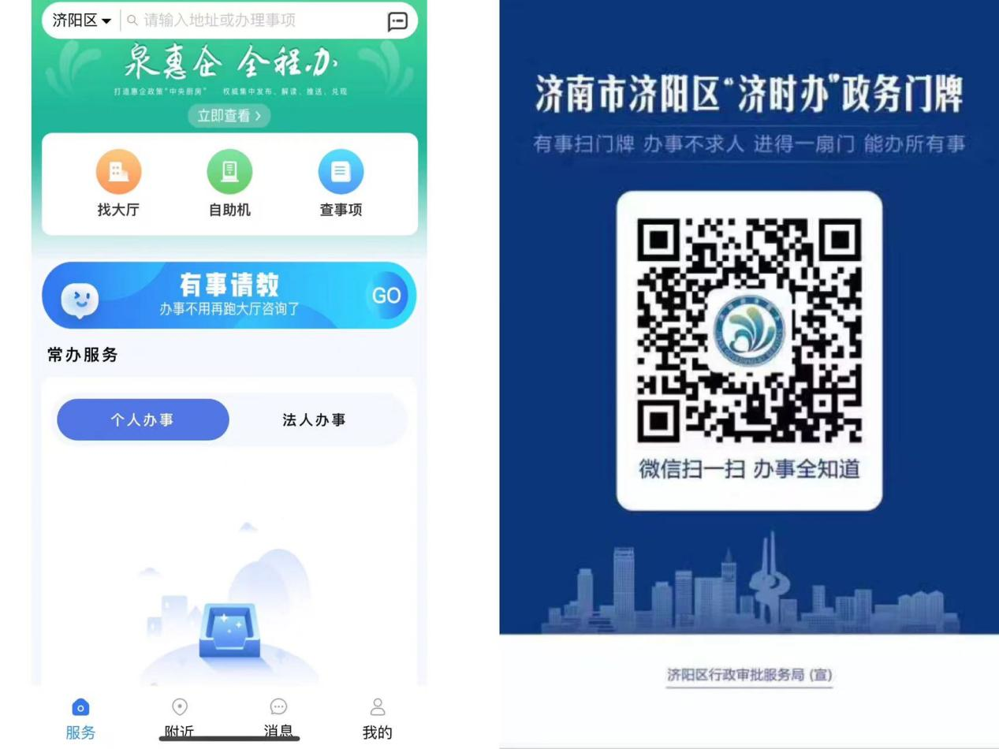 济阳区
请输入地址或办理事项
泉惠企 全程办
打造惠企政策“中央厨房” 权威集中发布、解读、推送、兑现
立即查看 >
找大厅 自助机 查事项
有事请教
办事不用再跑大厅咨询了
GO
常办服务
个人办事 法人办事
服务 附近 消息 我的
济南市济阳区“济时办”政务门牌
有事扫门牌 办事不求人 进得一扇门 能办所有事
微信扫一扫 办事全知道
济阳区行政审批服务局 (宣)